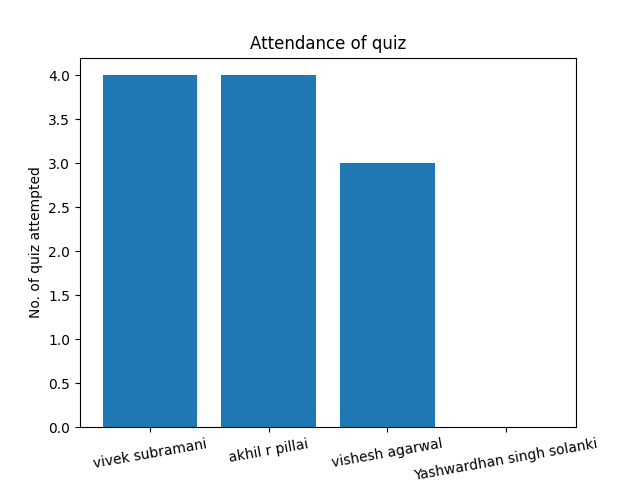 Attendance of quiz
No. of quiz attempted
4.0
3.5
3.0
2.5
2.0
1.5
1.0
0.5
0.0
vivek subramani
akhil r pillai
vishesh agarwal
Yashwardhan singh solanki